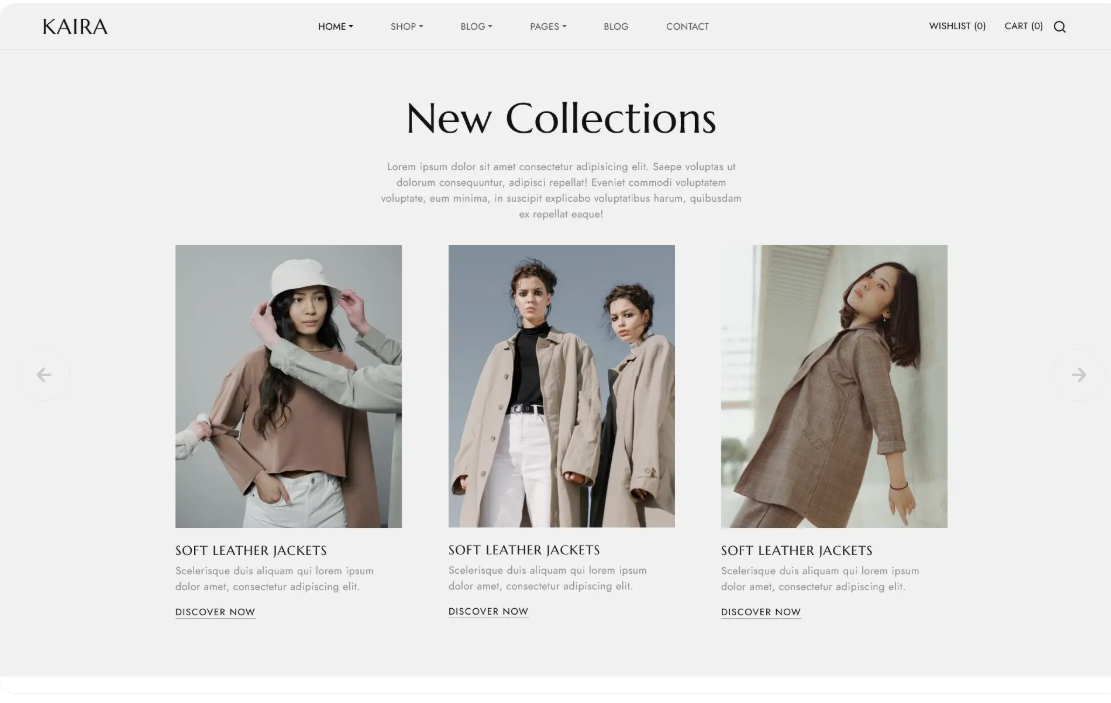 KAIRA
HOME
SHOP
BLOG
PAGES
BLOG
CONTACT
WISHLIST (0)
CART (0)
New Collections
Lorem ipsum dolor sit amet consectetur adipisicing elit. Saepe voluptas ut
dolorum consequuntur, adipisci repellat! Eveniet commodi voluptatem
voluptate, eum minima, in suscipit explicabo voluptatibus harum, quibusdam
ex repellat eaque!
SOFT LEATHER JACKETS
Scelerisque duis aliquam qui lorem ipsum
dolor amet, consectetur adipiscing elit.
DISCOVER NOW
SOFT LEATHER JACKETS
Scelerisque duis aliquam qui lorem ipsum
dolor amet, consectetur adipiscing elit.
DISCOVER NOW
SOFT LEATHER JACKETS
Scelerisque duis aliquam qui lorem ipsum
dolor amet, consectetur adipiscing elit.
DISCOVER NOW